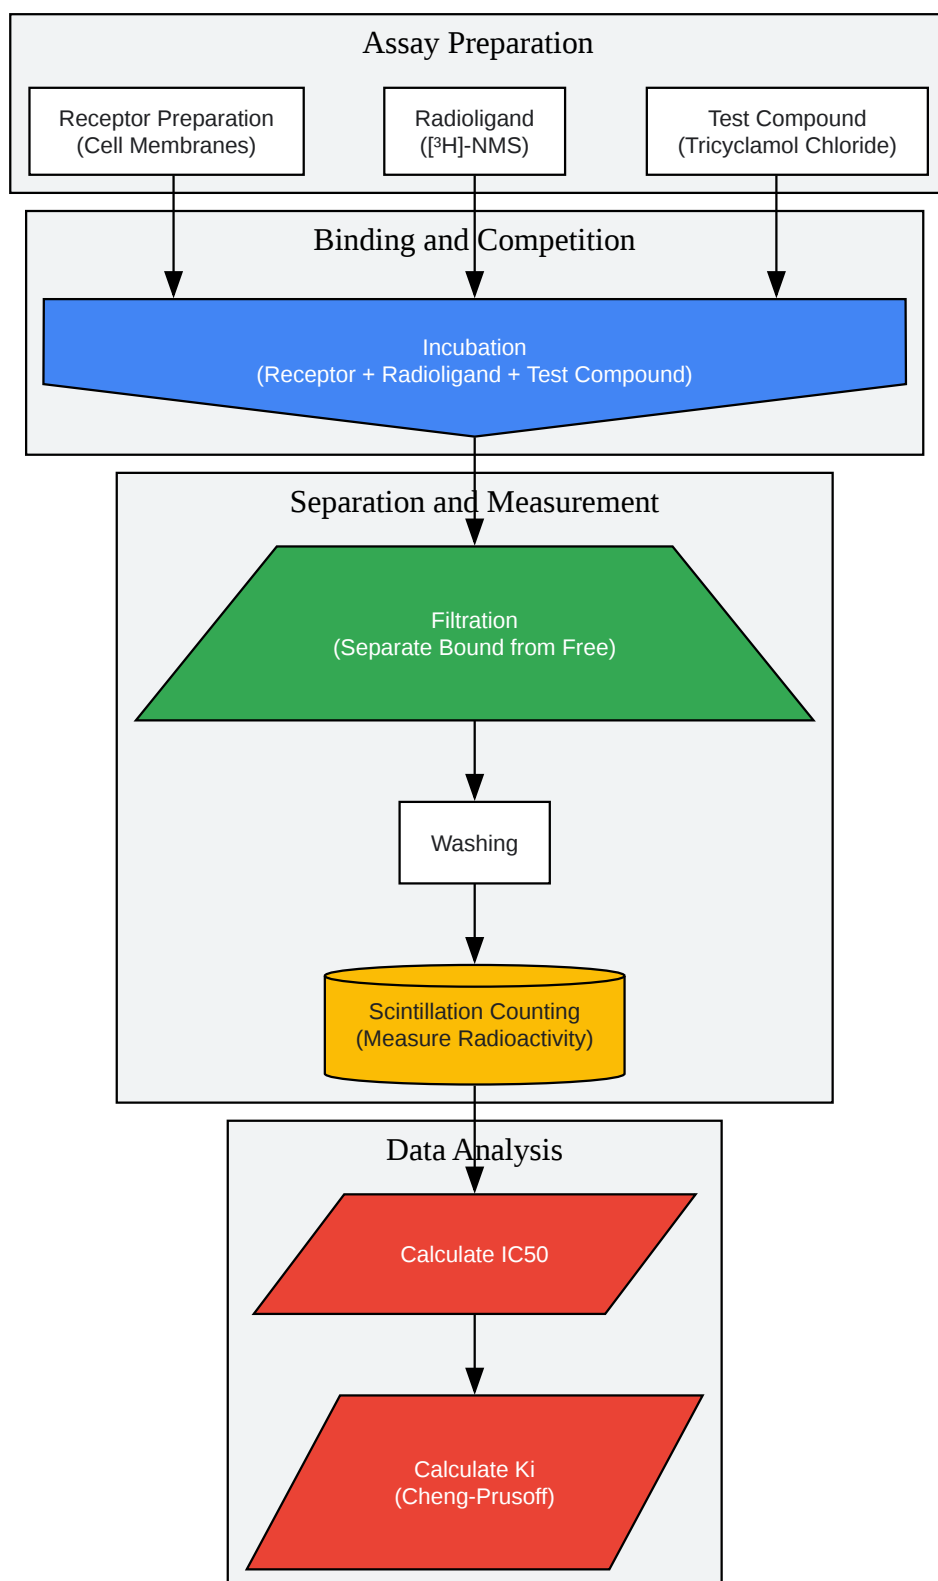 Assay Preparation
Receptor Preparation
(Cell Membranes)
Radioligand
([³H]-NMS)
Test Compound
(Tricyclamol Chloride)
Binding and Competition
Incubation
(Receptor + Radioligand + Test Compound)
Separation and Measurement
Filtration
(Separate Bound from Free)
Washing
Scintillation Counting
(Measure Radioactivity)
Data Analysis
Calculate IC50
Calculate Ki
(Cheng-Prusoff)